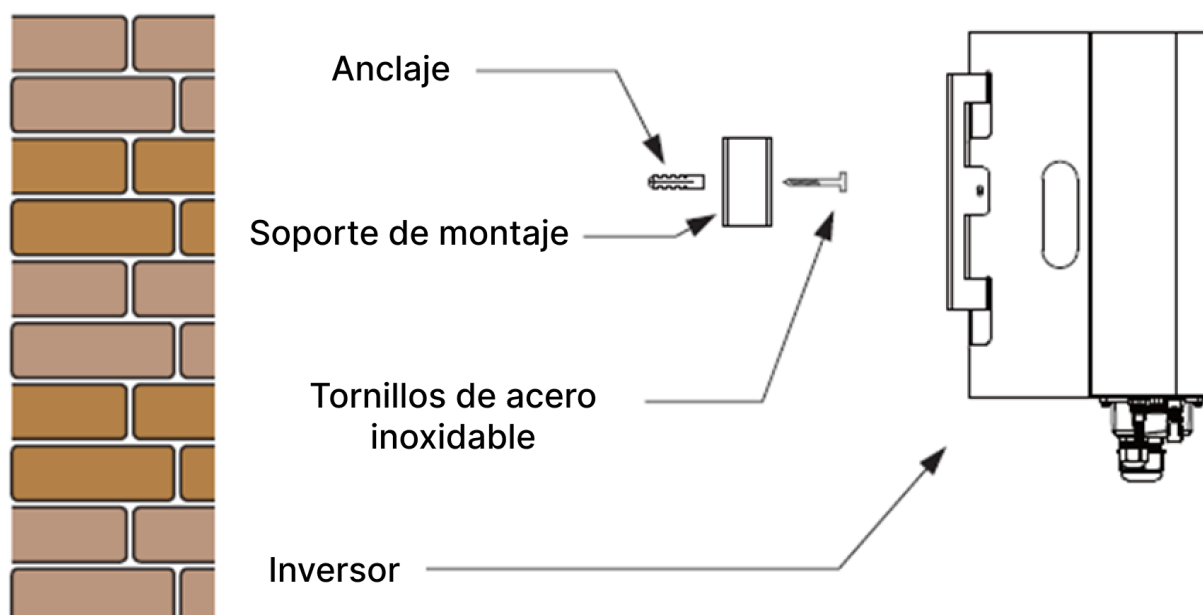 Anclaje
Soporte de montaje
Tornillos de acero
inoxidable
Inversor